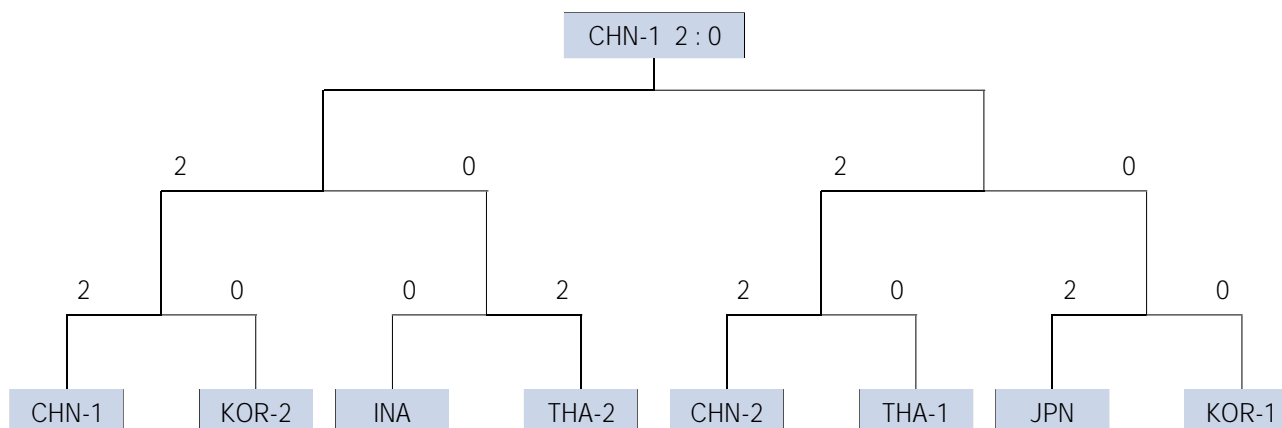 CHN-1 2 : 0
2 0 2 0
2 0 0 2 2 0 2 0
CHN-1 KOR-2 INA THA-2 CHN-2 THA-1 JPN KOR-1